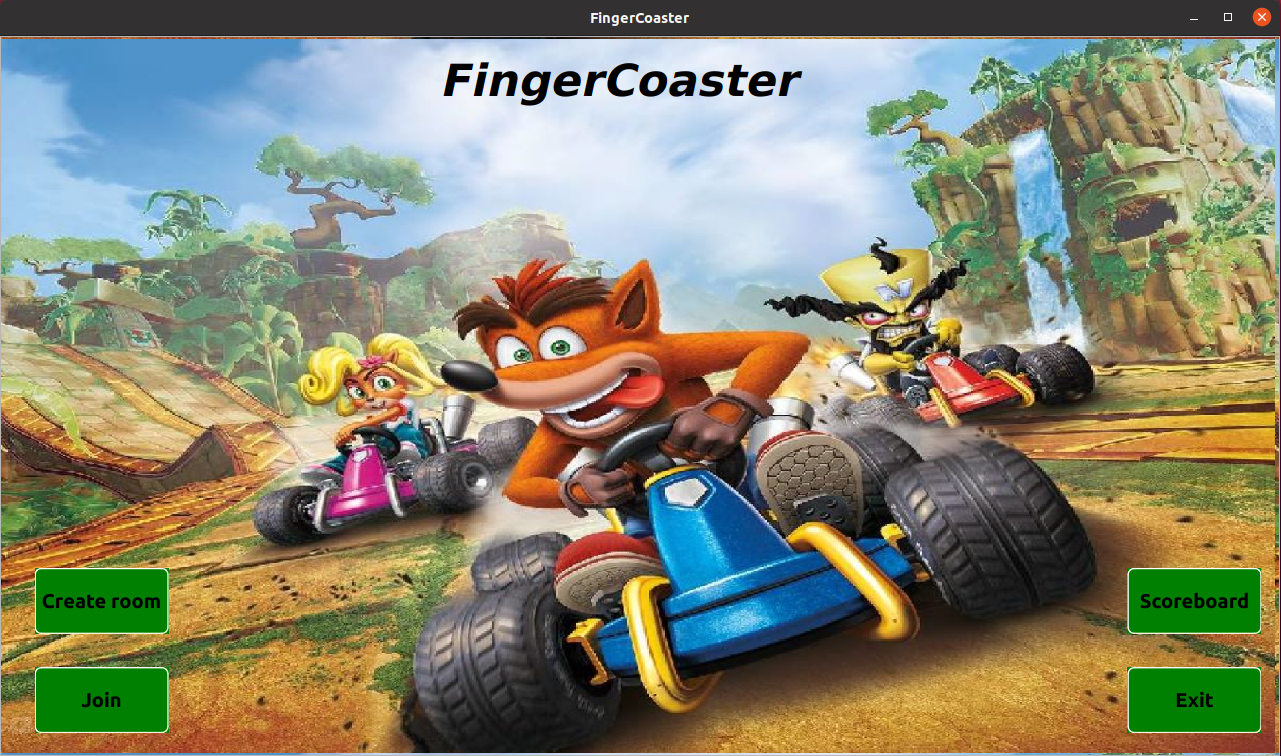 FingerCoaster
FingerCoaster
Create room
Scoreboard
Join
Exit